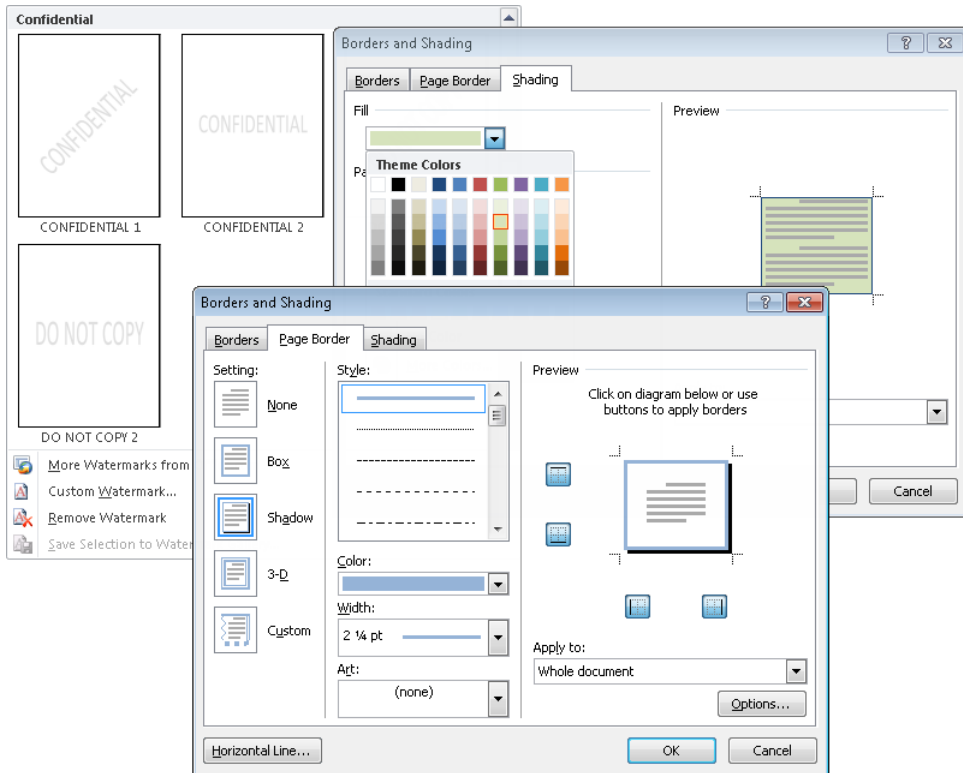 Confidential
CONFIDENTIAL
CONFIDENTIAL
CONFIDENTIAL 1
CONFIDENTIAL 2
DO NOT COPY
DO NOT COPY 2
More Watermarks from
Custom Watermark...
Remove Watermark
Save Selection to Water
Borders and Shading
Borders
Page Border
Shading
Fill
Preview
Theme Colors
Cancel
Borders and Shading
Borders
Page Border
Shading
Setting:
None
Box
Shadow
3-D
Custom
Style:
Color:
Width:
2 ¼ pt
Art:
(none)
Preview
Click on diagram below or use
buttons to apply borders
Apply to:
Whole document
Options...
Horizontal Line...
OK
Cancel